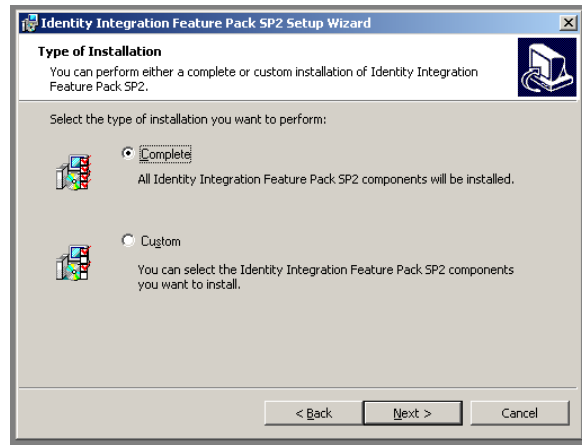 Identity Integration Feature Pack SP2 Setup Wizard
Type of Installation
You can perform either a complete or custom installation of Identity Integration
Feature Pack SP2.
Select the type of installation you want to perform:
Complete
All Identity Integration Feature Pack SP2 components will be installed.
Custom
You can select the Identity Integration Feature Pack SP2 components
you want to install.
< Back Next > Cancel